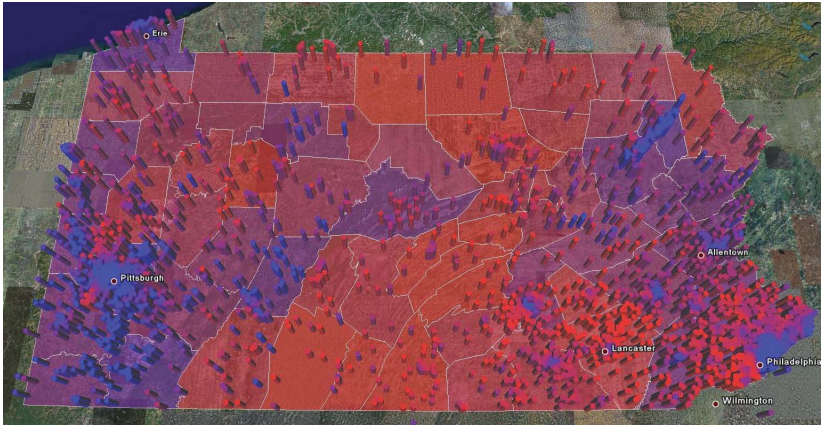 Erie
Pittsburgh
Allentown
Lancaster
Philadelphia
Wilmington